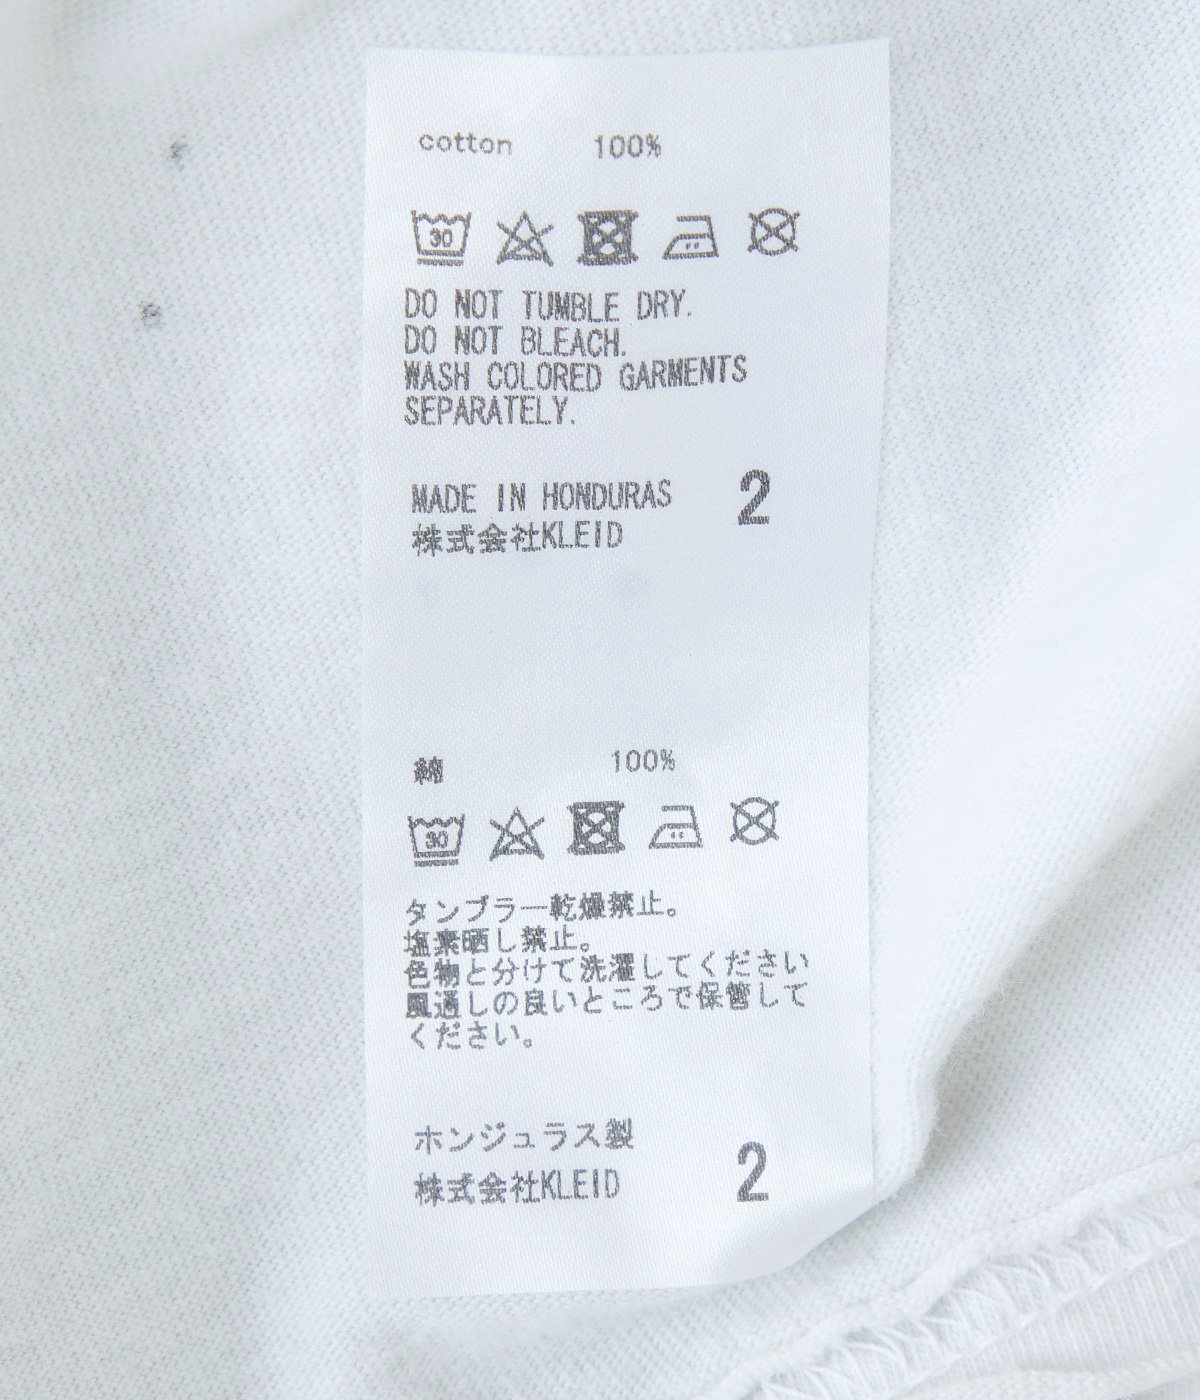 cotton 100%
30
DO NOT TUMBLE DRY.
DO NOT BLEACH.
WASH COLORED GARMENTS
SEPARATELY.
MADE IN HONDURAS 2
株式会社KLEID
綿 100%
30
タンブラー乾燥禁止。
塩素晒し禁止。
色物と分けて洗濯してください
風通しの良いところで保管して
ください。
ホンジュラス製
株式会社KLEID 2